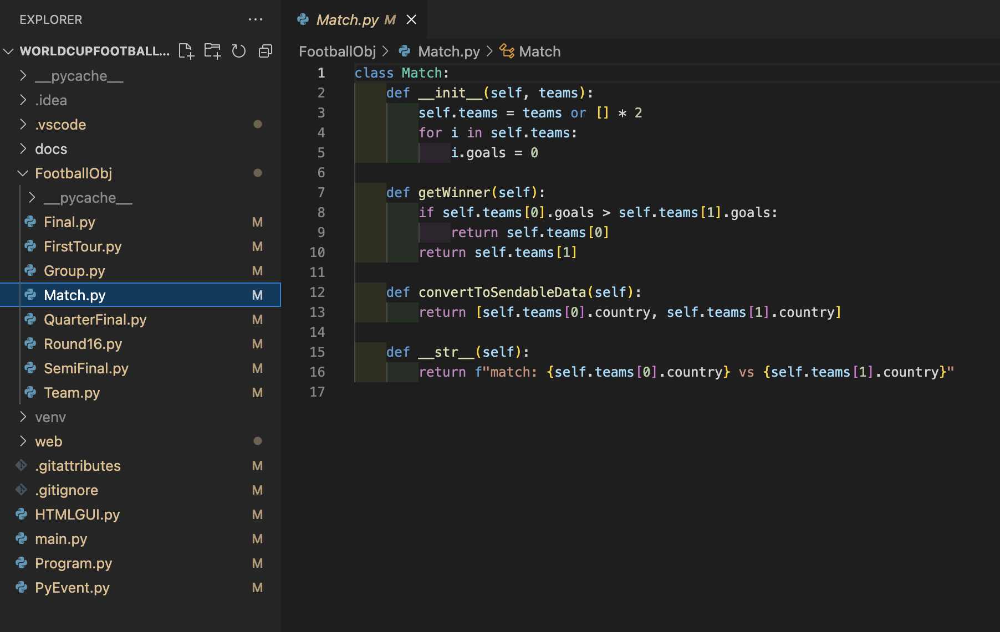 EXPLORER
WORLDCUPFOOTBALL...
__pycache__
.idea
.vscode
docs
FootballObj
__pycache__
Final.py M
FirstTour.py M
Group.py M
Match.py M
QuarterFinal.py M
Round16.py M
SemiFinal.py M
Team.py M
venv
web
.gitattributes M
.gitignore M
HTMLGUI.py M
main.py M
Program.py M
PyEvent.py M
Match.py M
FootballObj > Match.py > Match
1 class Match:
2     def __init__(self, teams):
3         self.teams = teams or [] * 2
4         for i in self.teams:
5             i.goals = 0
6
7     def getWinner(self):
8         if self.teams[0].goals > self.teams[1].goals:
9             return self.teams[0]
10         return self.teams[1]
11
12     def convertToSendableData(self):
13         return [self.teams[0].country, self.teams[1].country]
14
15     def __str__(self):
16         return f"match: {self.teams[0].country} vs {self.teams[1].country}"
17